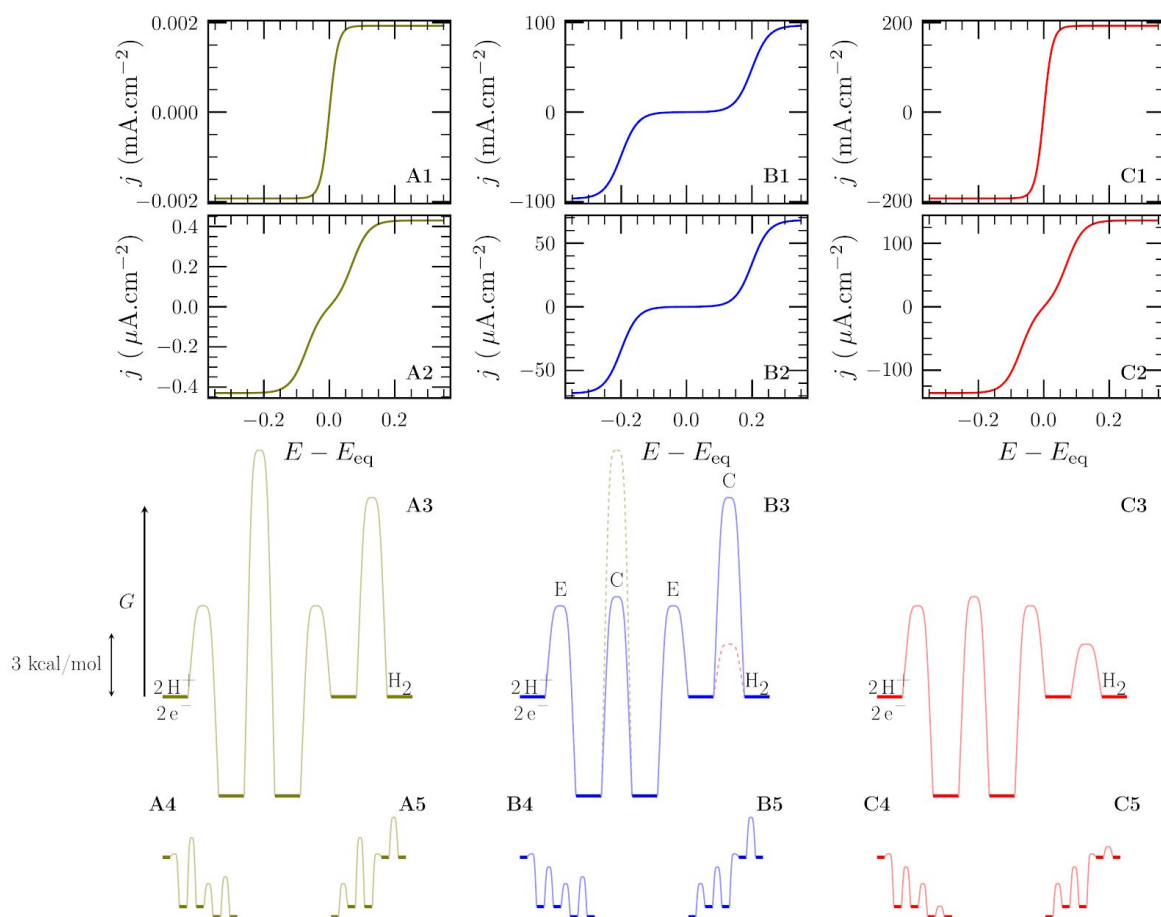 0.002
0.000
−0.002
j (mA.cm−2)
A1
100
0
−100
j (mA.cm−2)
B1
200
0
−200
j (mA.cm−2)
C1
0.4
0.2
0.0
−0.2
−0.4
j ( μA.cm−2)
A2
50
0
−50
j ( μA.cm−2)
B2
100
0
−100
j ( μA.cm−2)
C2
−0.2 0.0 0.2
E − Eeq
−0.2 0.0 0.2
E − Eeq
−0.2 0.0 0.2
E − Eeq
A3
G
3 kcal/mol
2 H+
2 e−
H2
B3
E
C
E
C
2 H+
2 e−
H2
C3
2 H+
2 e−
H2
A4 A5
B4 B5
C4 C5